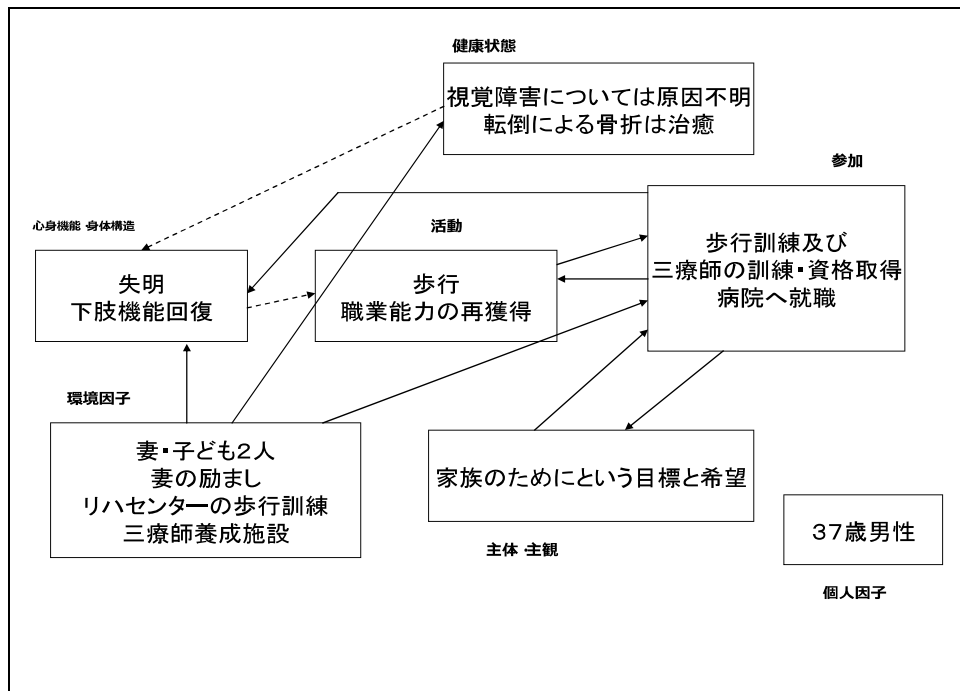 健康状態
視覚障害については原因不明
転倒による骨折は治癒
参加
歩行訓練及び
三療師の訓練・資格取得
病院へ就職
心身機能・身体構造
失明
下肢機能回復
活動
歩行
職業能力の再獲得
環境因子
妻・子ども２人
妻の励まし
リハセンターの歩行訓練
三療師養成施設
家族のためにという目標と希望
主体・主観
３７歳男性
個人因子